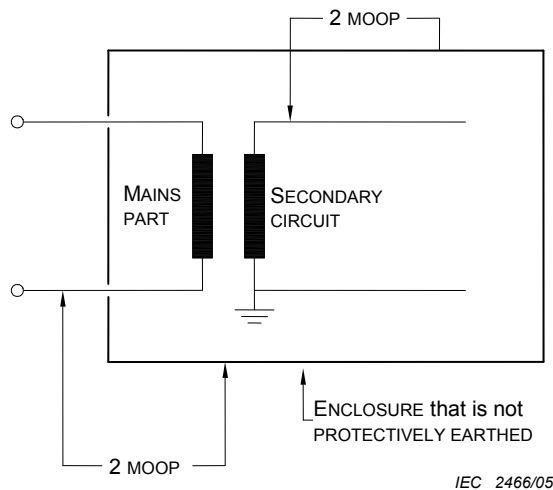 2 MOOP
MAINS
PART
SECONDARY
CIRCUIT
ENCLOSURE that is not
PROTECTIVELY EARTHED
2 MOOP
IEC 2466/05